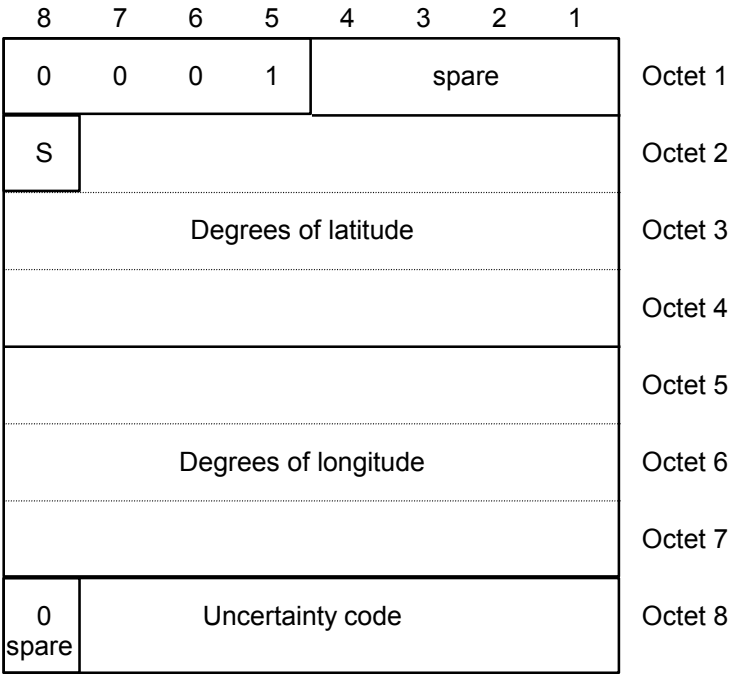 8 7 6 5 4 3 2 1
0 0 0 1 spare Octet 1
S Octet 2
Degrees of latitude Octet 3
Octet 4
Octet 5
Degrees of longitude Octet 6
Octet 7
0 Uncertainty code Octet 8
spare